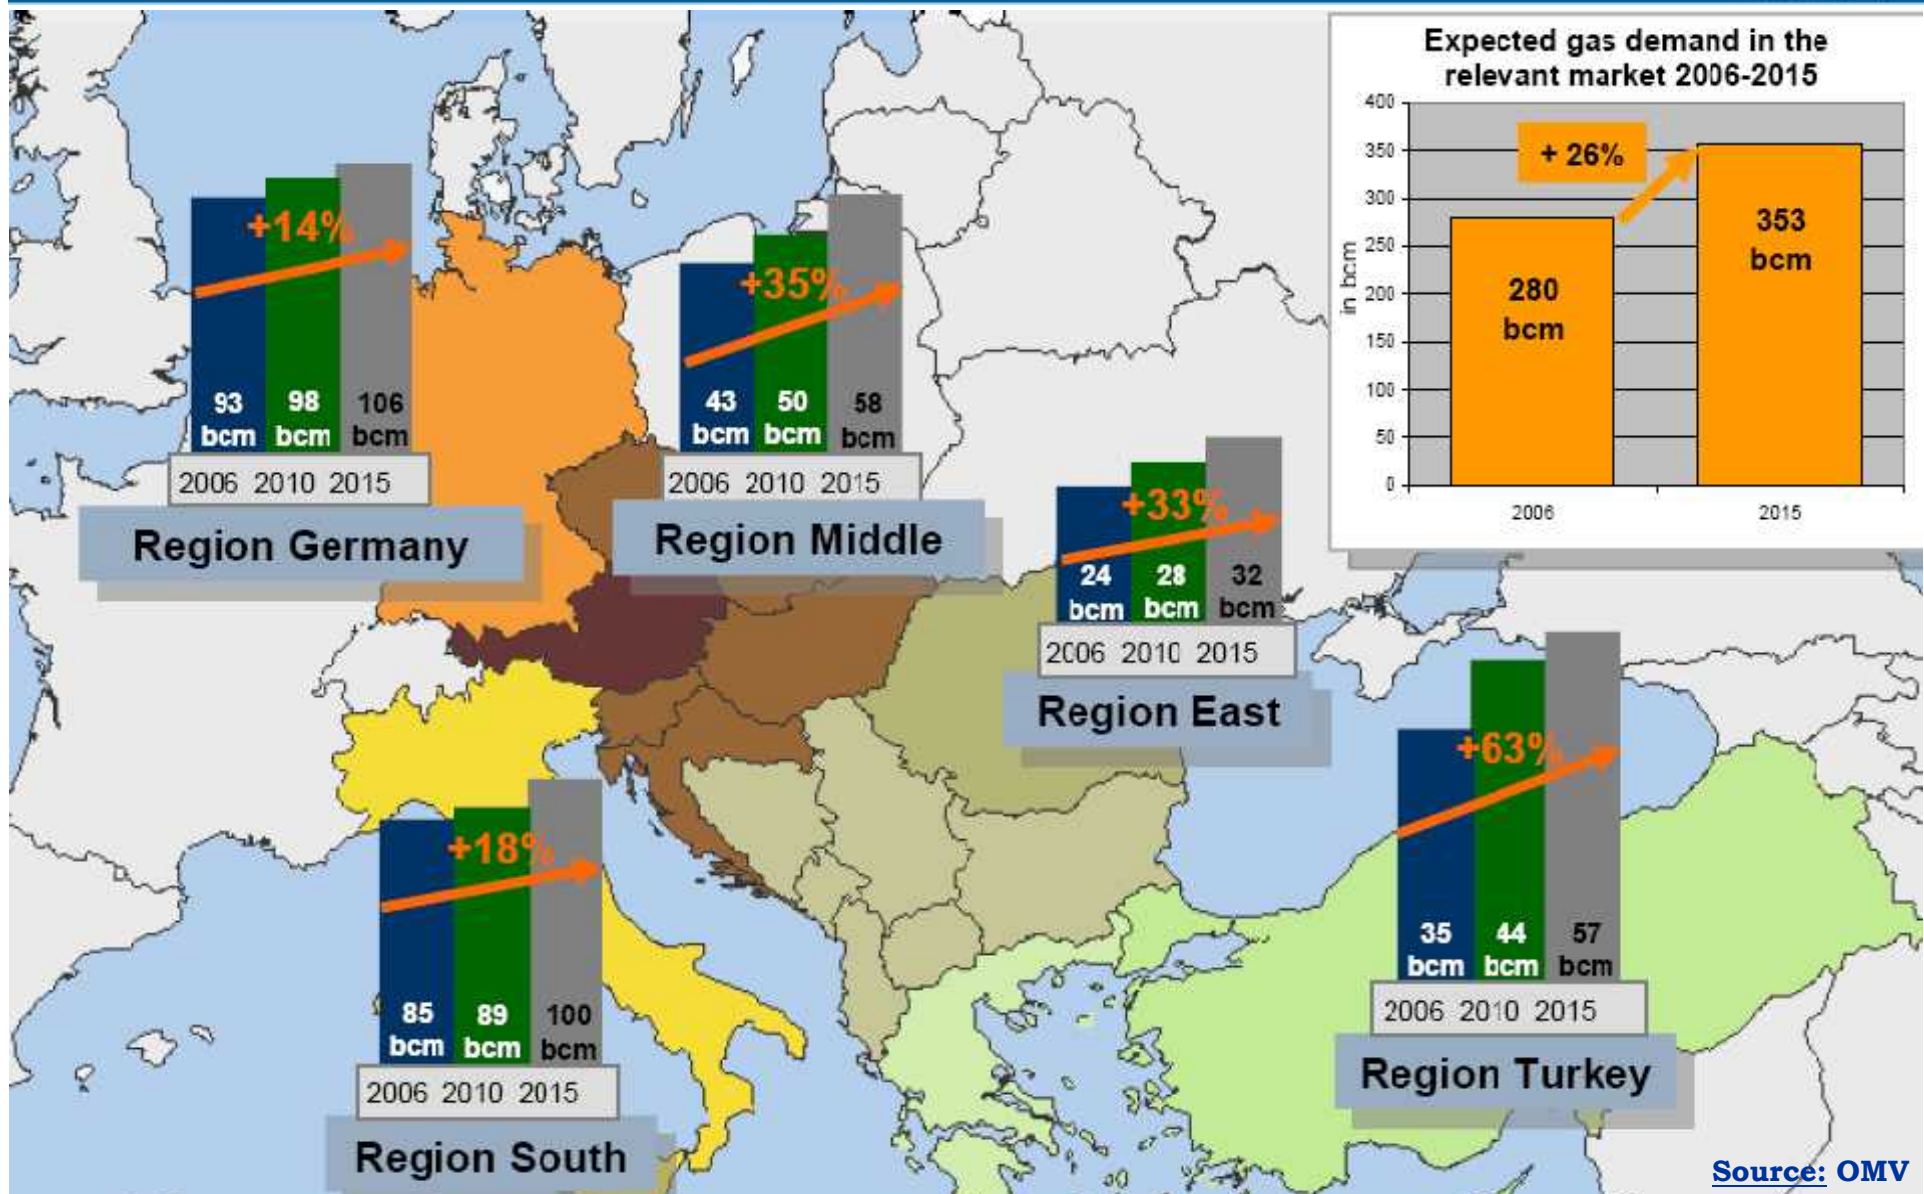 Expected gas demand in the
relevant market 2006-2015
in bcm
400
350
300
250
200
150
100
50
0
+ 26%
280
bcm
353
bcm
2006
2015
+14%
93
bcm
98
bcm
106
bcm
2006 2010 2015
Region Germany
+35%
43
bcm
50
bcm
58
bcm
2006 2010 2015
Region Middle
+33%
24
bcm
28
bcm
32
bcm
2006 2010 2015
Region East
+63%
35
bcm
44
bcm
57
bcm
2006 2010 2015
Region Turkey
+18%
85
bcm
89
bcm
100
bcm
2006 2010 2015
Region South
Source: OMV